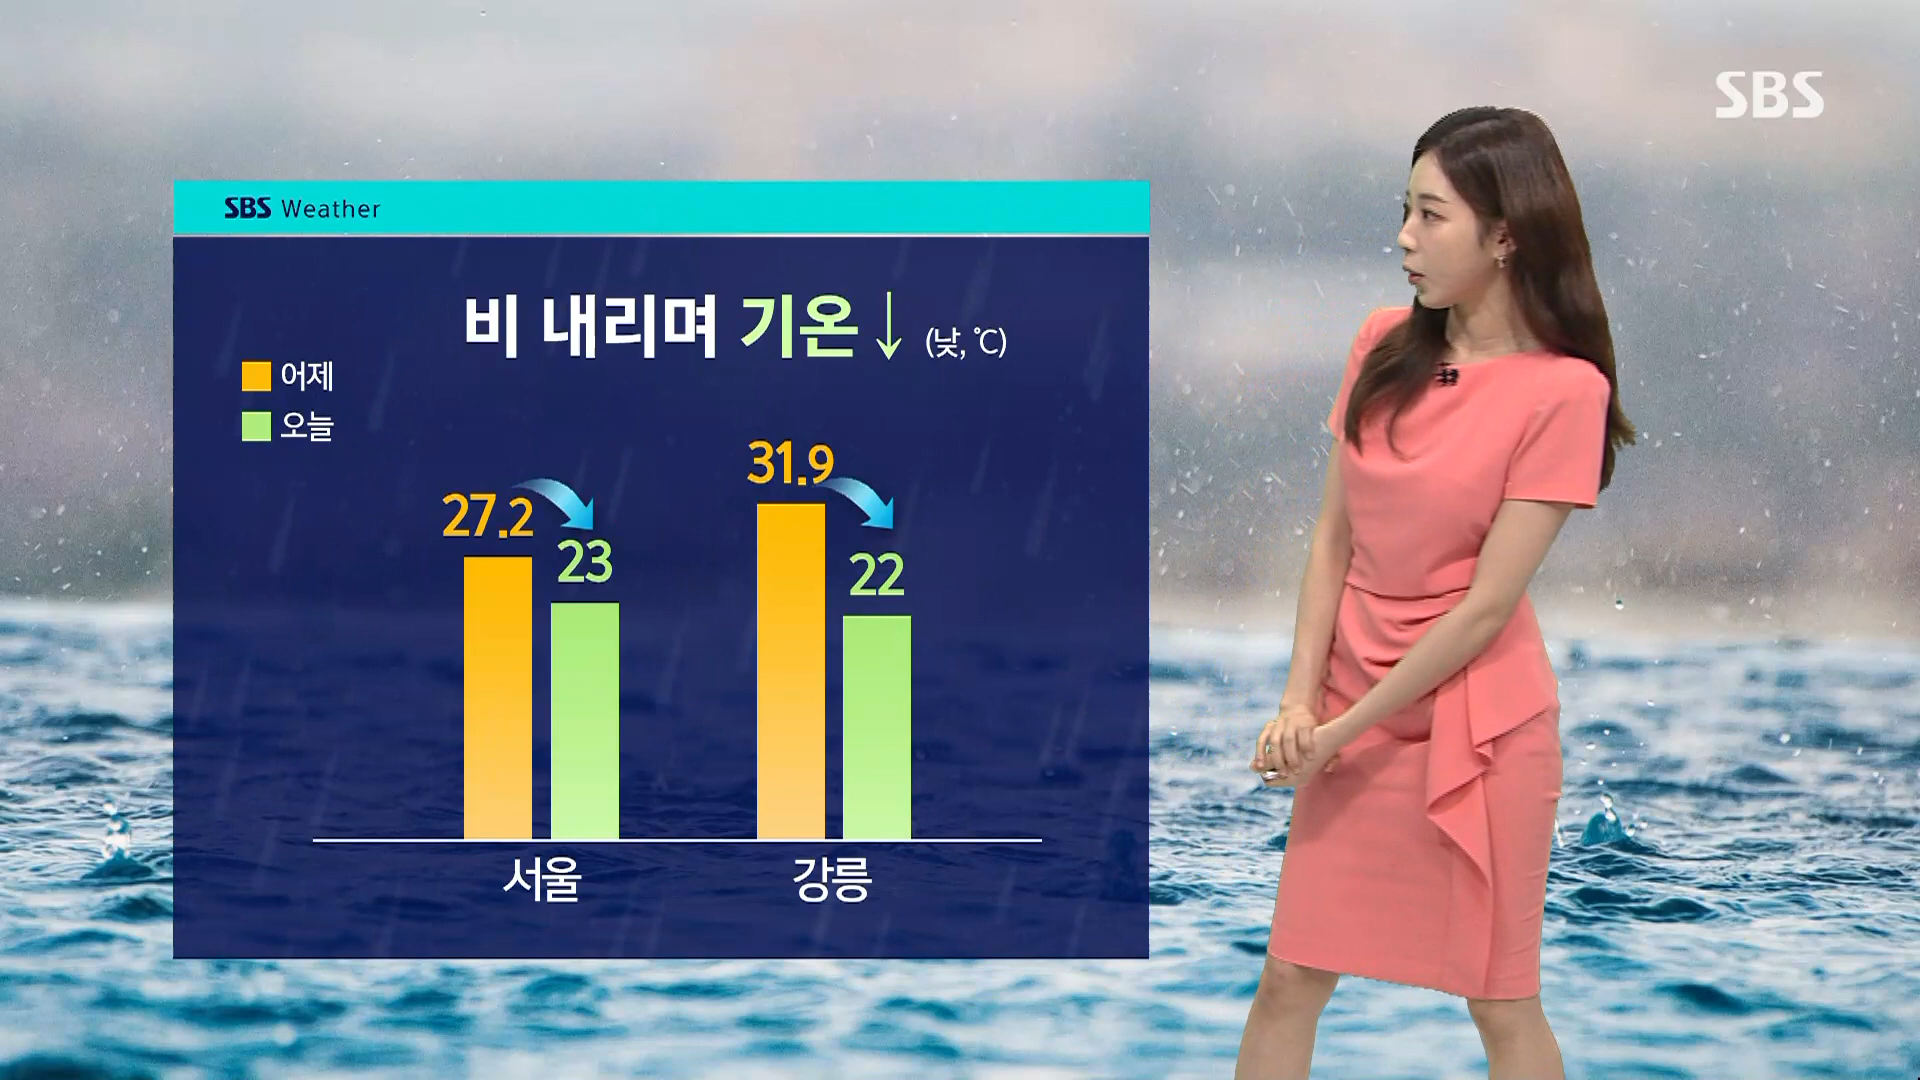 SBS
SBS Weather
비 내리며 기온↓ (낮, ℃)
어제
오늘
27.2
23
31.9
22
서울
강릉